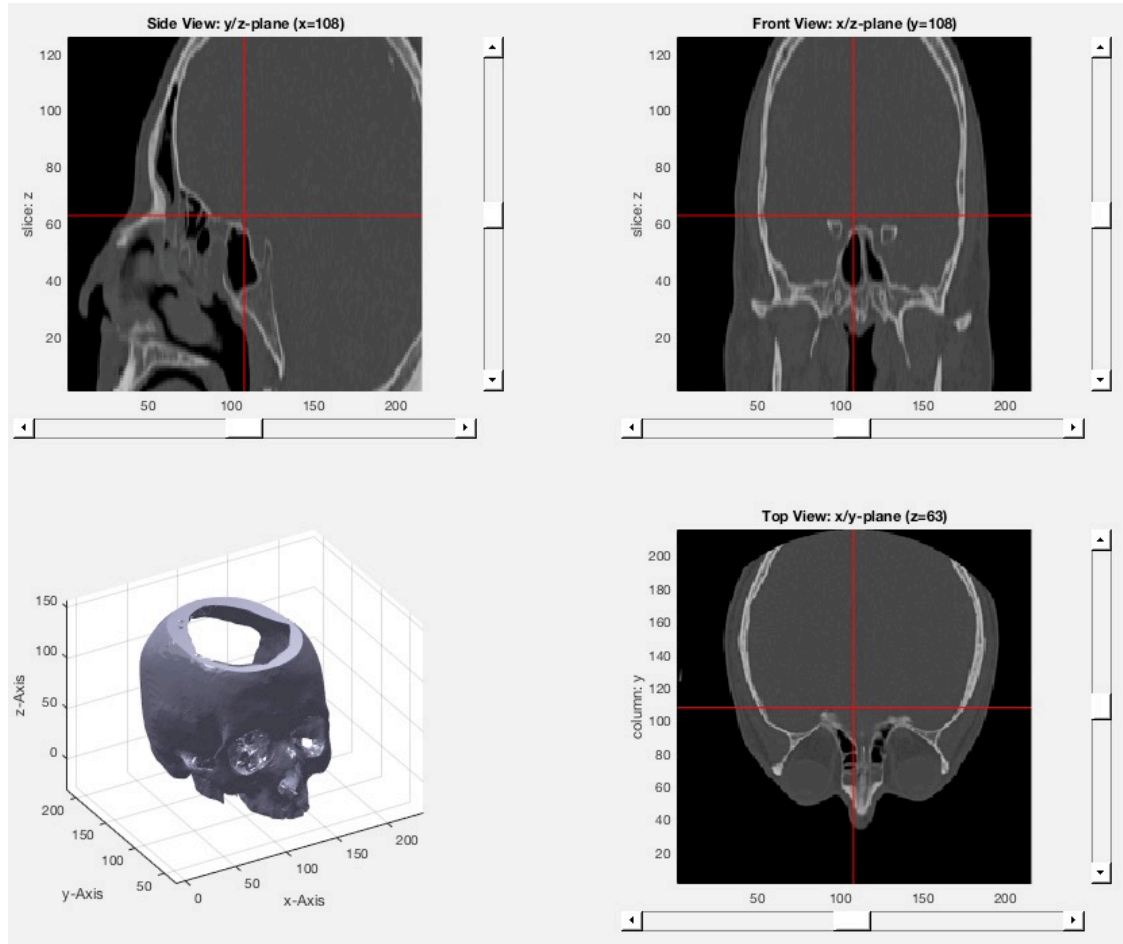 Side View: y/z-plane (x=108)
120
100
80
60
40
20
slice: z
50 100 150 200
Front View: x/z-plane (y=108)
120
100
80
60
40
20
slice: z
50 100 150 200
150
100
50
0
z-Axis
200
150
100
50
y-Axis
0 50 100 150 200
x-Axis
Top View: x/y-plane (z=63)
200
180
160
140
120
100
80
60
40
20
column: y
50 100 150 200